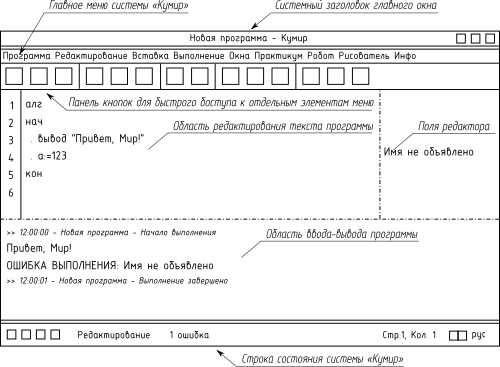 Главное меню системы «Кумир»
Системный заголовок главного окна
Новая программа - Кумир
Программа Редактирование Вставка Выполнение Окна Практикум Робот Рисователь Инфо
Панель кнопок для быстрого доступа к отдельным элементам меню
1 алг
2 нач
Область редактирования текста программы
Поля редактора
3 . вывод "Привет, Мир!"
4 . а:=123
Имя не объявлено
5 кон
6
>> 12:00:00 - Новая программа - Начало выполнения
Область ввода-вывода программы
Привет, Мир!
ОШИБКА ВЫПОЛНЕНИЯ: Имя не объявлено
>> 12:00:01 - Новая программа - Выполнение завершено
Редактирование 1 ошибка Стр:1, Кол: 1 рус
Строка состояния системы «Кумир»